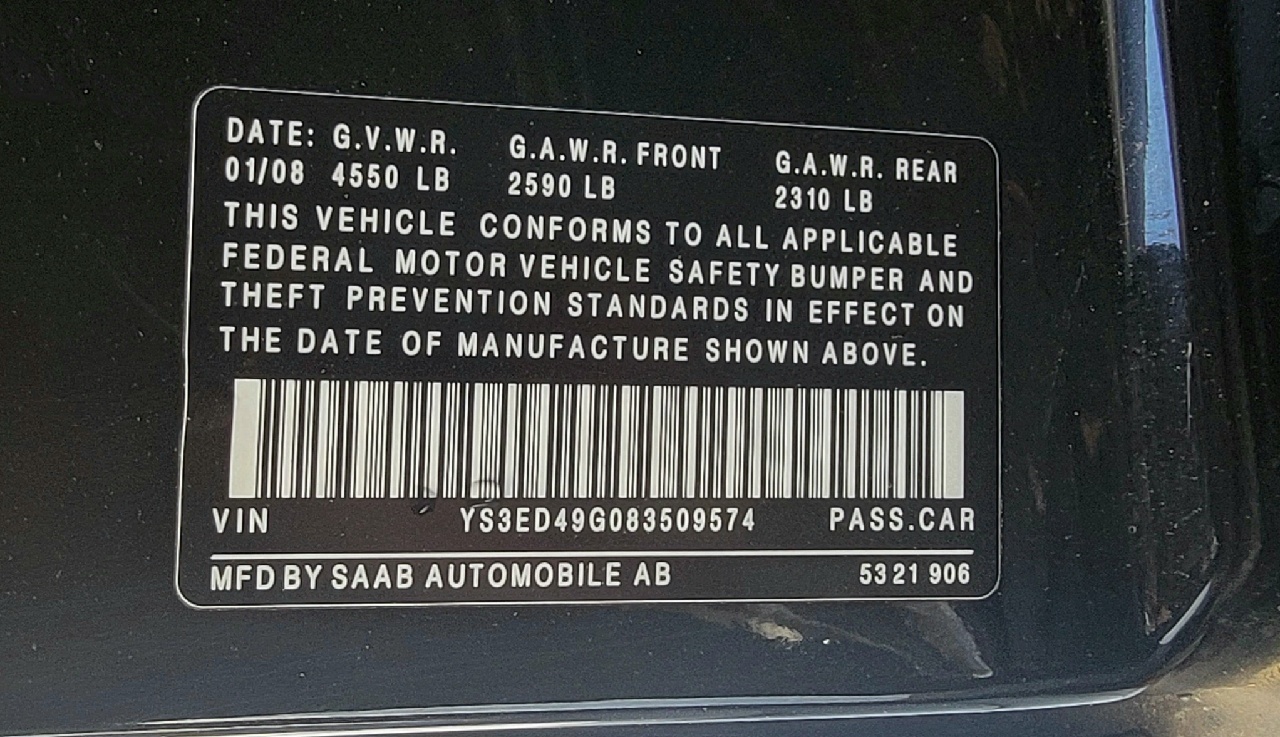 DATE: G.V.W.R. G.A.W.R. FRONT G.A.W.R. REAR
01/08 4550 LB 2590 LB 2310 LB
THIS VEHICLE CONFORMS TO ALL APPLICABLE
FEDERAL MOTOR VEHICLE SAFETY BUMPER AND
THEFT PREVENTION STANDARDS IN EFFECT ON
THE DATE OF MANUFACTURE SHOWN ABOVE.
VIN YS3ED49G083509574 PASS.CAR
MFD BY SAAB AUTOMOBILE AB 53 21 906